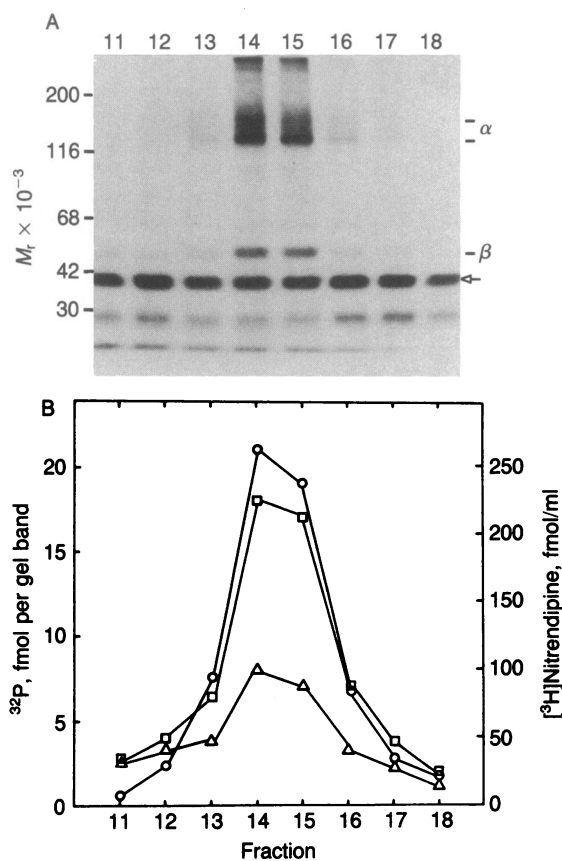 A
11 12 13 14 15 16 17 18
200
116
68
42
30
Mr × 10⁻³
α
β
B
20
15
10
5
0
³²P, fmol per gel band
250
200
150
100
50
0
[³H]Nitrendipine, fmol/ml
11 12 13 14 15 16 17 18
Fraction